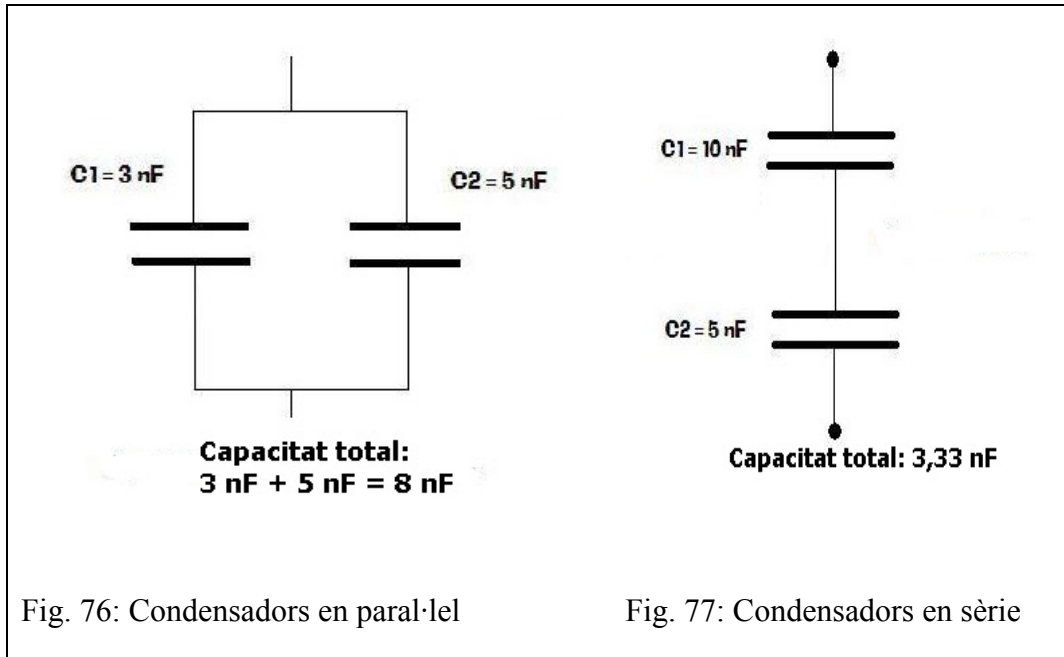 C1 = 3 nF
C2 = 5 nF
Capacitat total:
3 nF + 5 nF = 8 nF
Fig. 76: Condensadors en paral·lel
C1 = 10 nF
C2 = 5 nF
Capacitat total: 3,33 nF
Fig. 77: Condensadors en sèrie